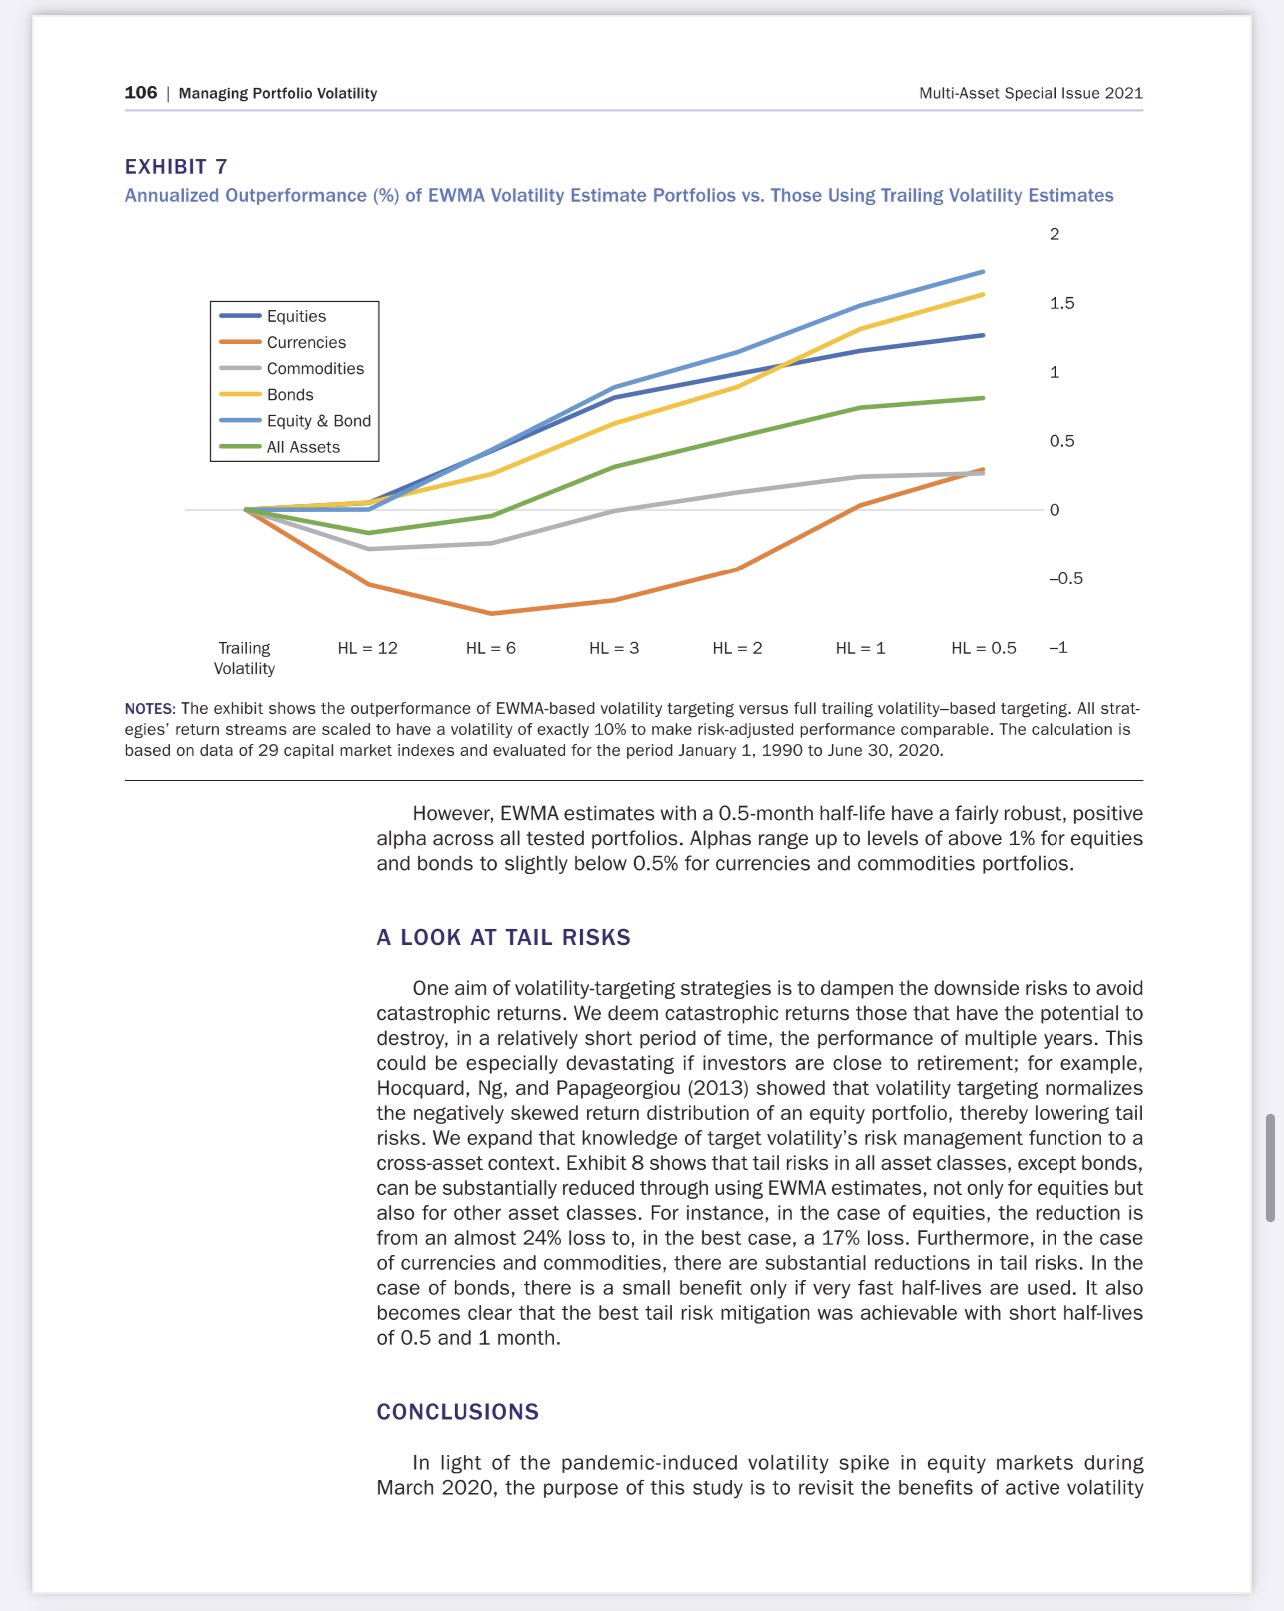 106 | Managing Portfolio Volatility
Multi-Asset Special Issue 2021
EXHIBIT 7
Annualized Outperformance (%) of EWMA Volatility Estimate Portfolios vs. Those Using Trailing Volatility Estimates
2
1.5
1
0.5
0
–0.5
–1
Equities
Currencies
Commodities
Bonds
Equity & Bond
All Assets
Trailing
Volatility
HL = 12
HL = 6
HL = 3
HL = 2
HL = 1
HL = 0.5
NOTES: The exhibit shows the outperformance of EWMA-based volatility targeting versus full trailing volatility–based targeting. All strat-
egies’ return streams are scaled to have a volatility of exactly 10% to make risk-adjusted performance comparable. The calculation is
based on data of 29 capital market indexes and evaluated for the period January 1, 1990 to June 30, 2020.
However, EWMA estimates with a 0.5-month half-life have a fairly robust, positive
alpha across all tested portfolios. Alphas range up to levels of above 1% for equities
and bonds to slightly below 0.5% for currencies and commodities portfolios.
A LOOK AT TAIL RISKS
One aim of volatility-targeting strategies is to dampen the downside risks to avoid
catastrophic returns. We deem catastrophic returns those that have the potential to
destroy, in a relatively short period of time, the performance of multiple years. This
could be especially devastating if investors are close to retirement; for example,
Hocquard, Ng, and Papageorgiou (2013) showed that volatility targeting normalizes
the negatively skewed return distribution of an equity portfolio, thereby lowering tail
risks. We expand that knowledge of target volatility’s risk management function to a
cross-asset context. Exhibit 8 shows that tail risks in all asset classes, except bonds,
can be substantially reduced through using EWMA estimates, not only for equities but
also for other asset classes. For instance, in the case of equities, the reduction is
from an almost 24% loss to, in the best case, a 17% loss. Furthermore, in the case
of currencies and commodities, there are substantial reductions in tail risks. In the
case of bonds, there is a small benefit only if very fast half-lives are used. It also
becomes clear that the best tail risk mitigation was achievable with short half-lives
of 0.5 and 1 month.
CONCLUSIONS
In light of the pandemic-induced volatility spike in equity markets during
March 2020, the purpose of this study is to revisit the benefits of active volatility